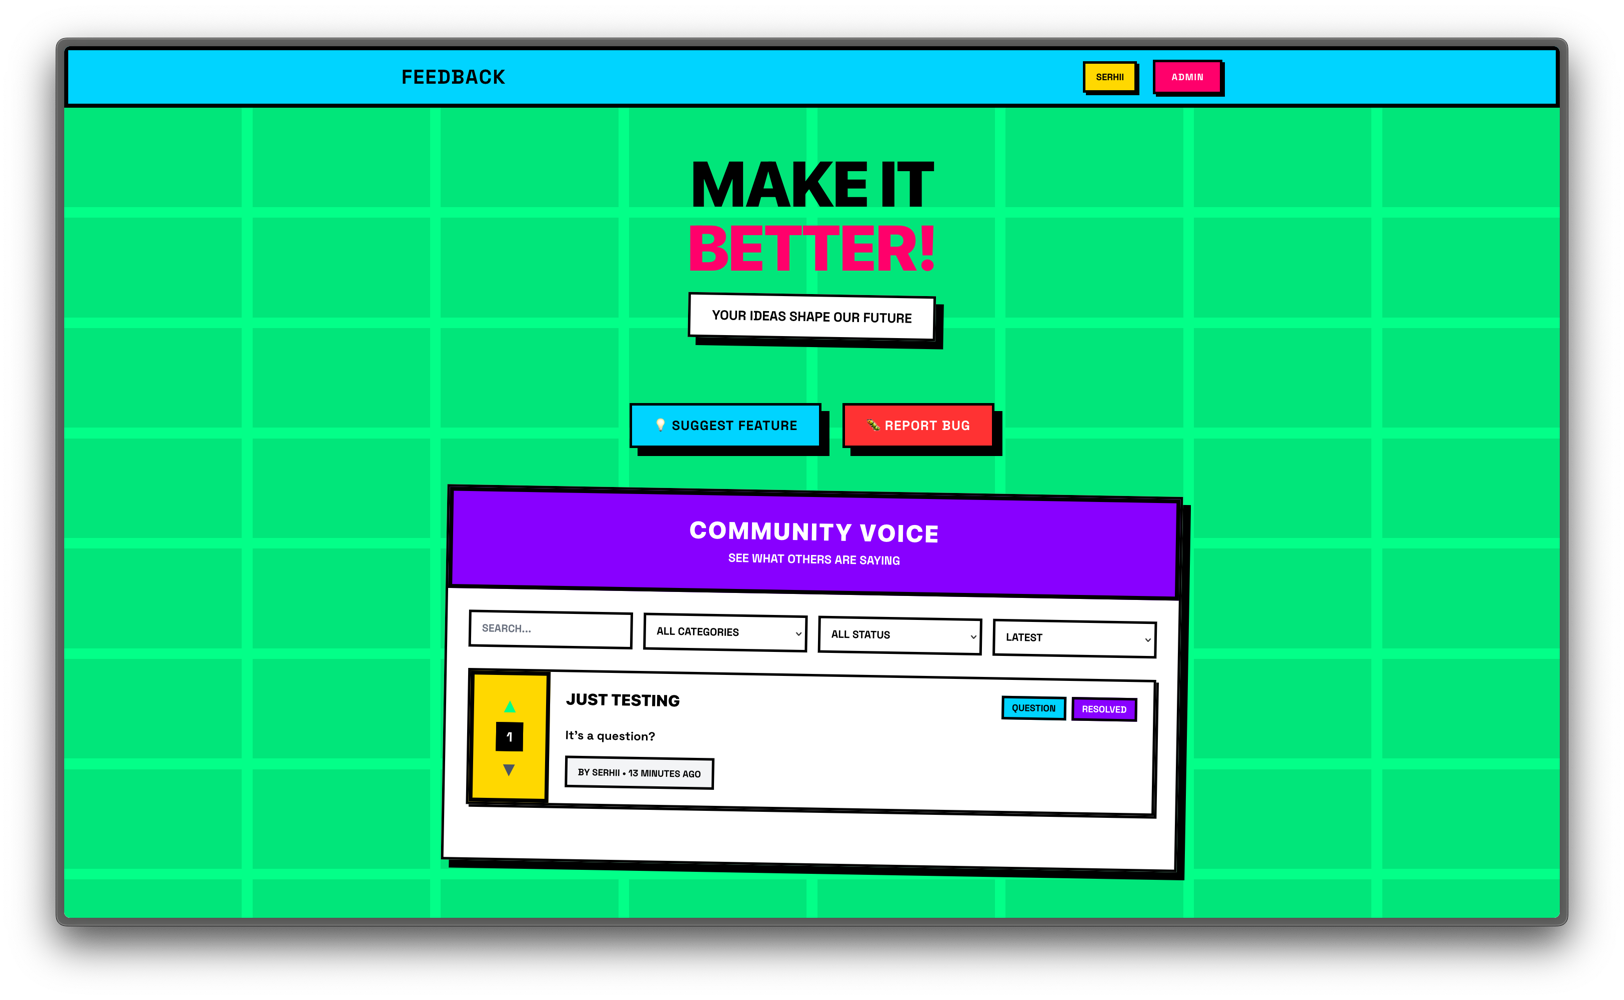 FEEDBACK
SERHII
ADMIN
MAKE IT
BETTER!
YOUR IDEAS SHAPE OUR FUTURE
💡 SUGGEST FEATURE
🐛 REPORT BUG
COMMUNITY VOICE
SEE WHAT OTHERS ARE SAYING
SEARCH...
ALL CATEGORIES
ALL STATUS
LATEST
▲
1
▼
JUST TESTING
QUESTION
RESOLVED
It's a question?
BY SERHII • 13 MINUTES AGO